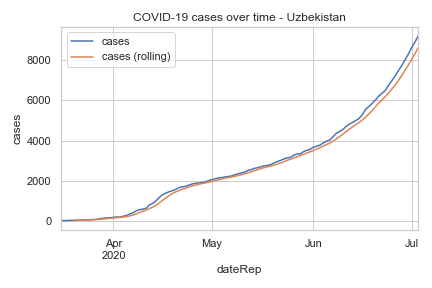 COVID-19 cases over time - Uzbekistan
cases
cases (rolling)
cases
8000
6000
4000
2000
0
Apr
2020
May
Jun
Jul
dateRep